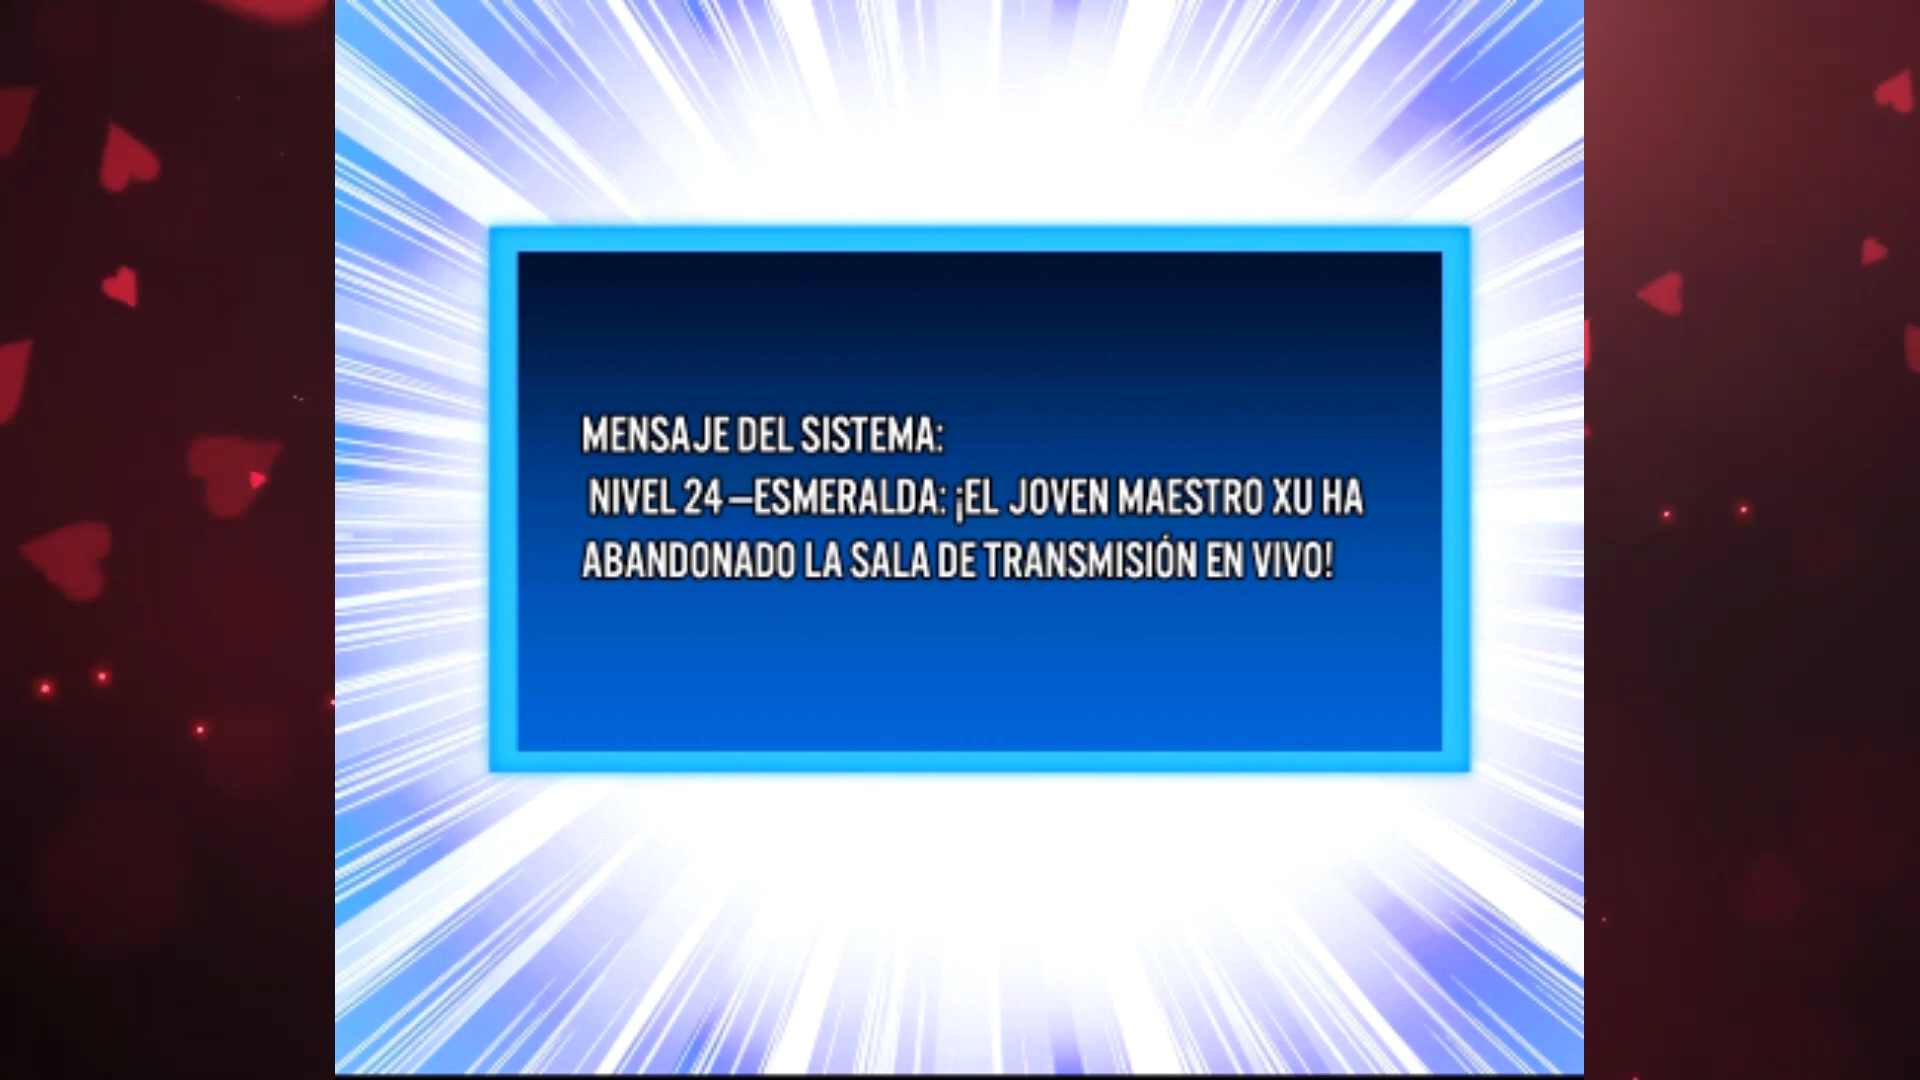 MENSAJE DEL SISTEMA:
NIVEL 24 –ESMERALDA: ¡EL JOVEN MAESTRO XU HA
ABANDONADO LA SALA DE TRANSMISIÓN EN VIVO!